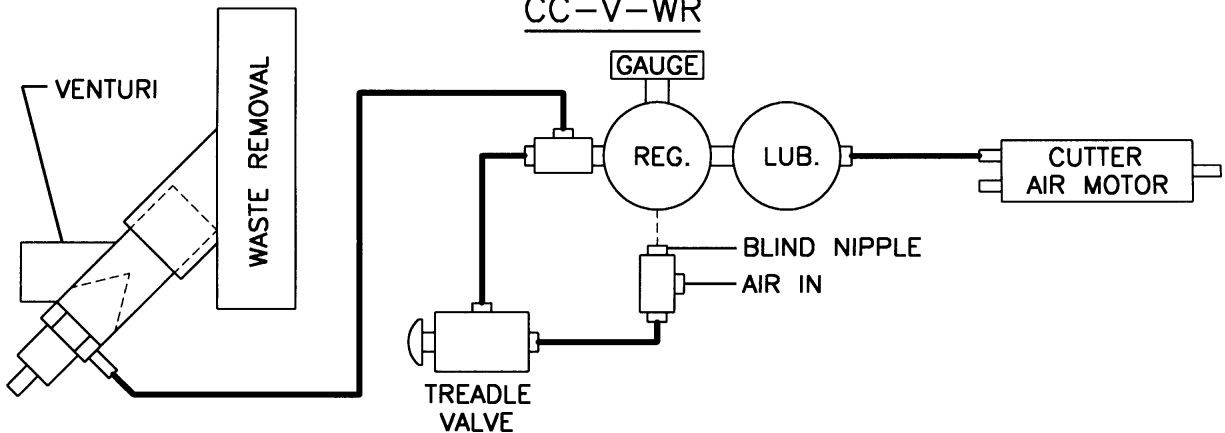 CC-V-WR
GAUGE
VENTURI
WASTE REMOVAL
REG.
LUB.
CUTTER
AIR MOTOR
BLIND NIPPLE
AIR IN
TREADLE
VALVE